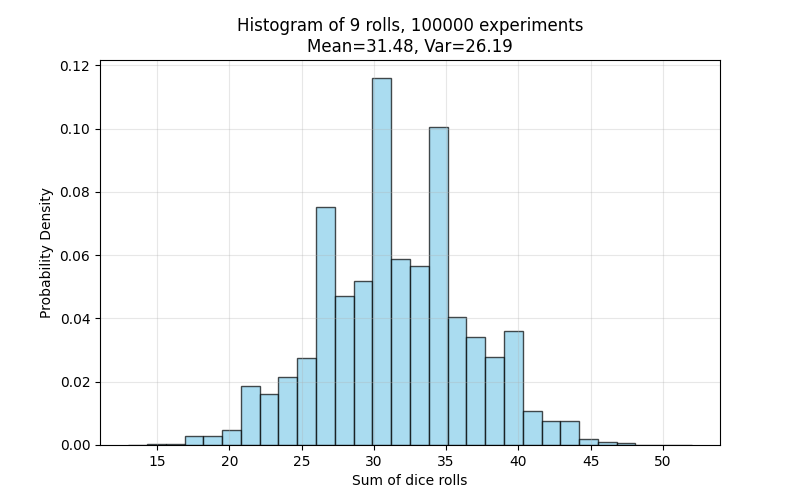 Histogram of 9 rolls, 100000 experiments
Mean=31.48, Var=26.19
0.12
0.10
0.08
0.06
0.04
0.02
0.00
Probability Density
15 20 25 30 35 40 45 50
Sum of dice rolls